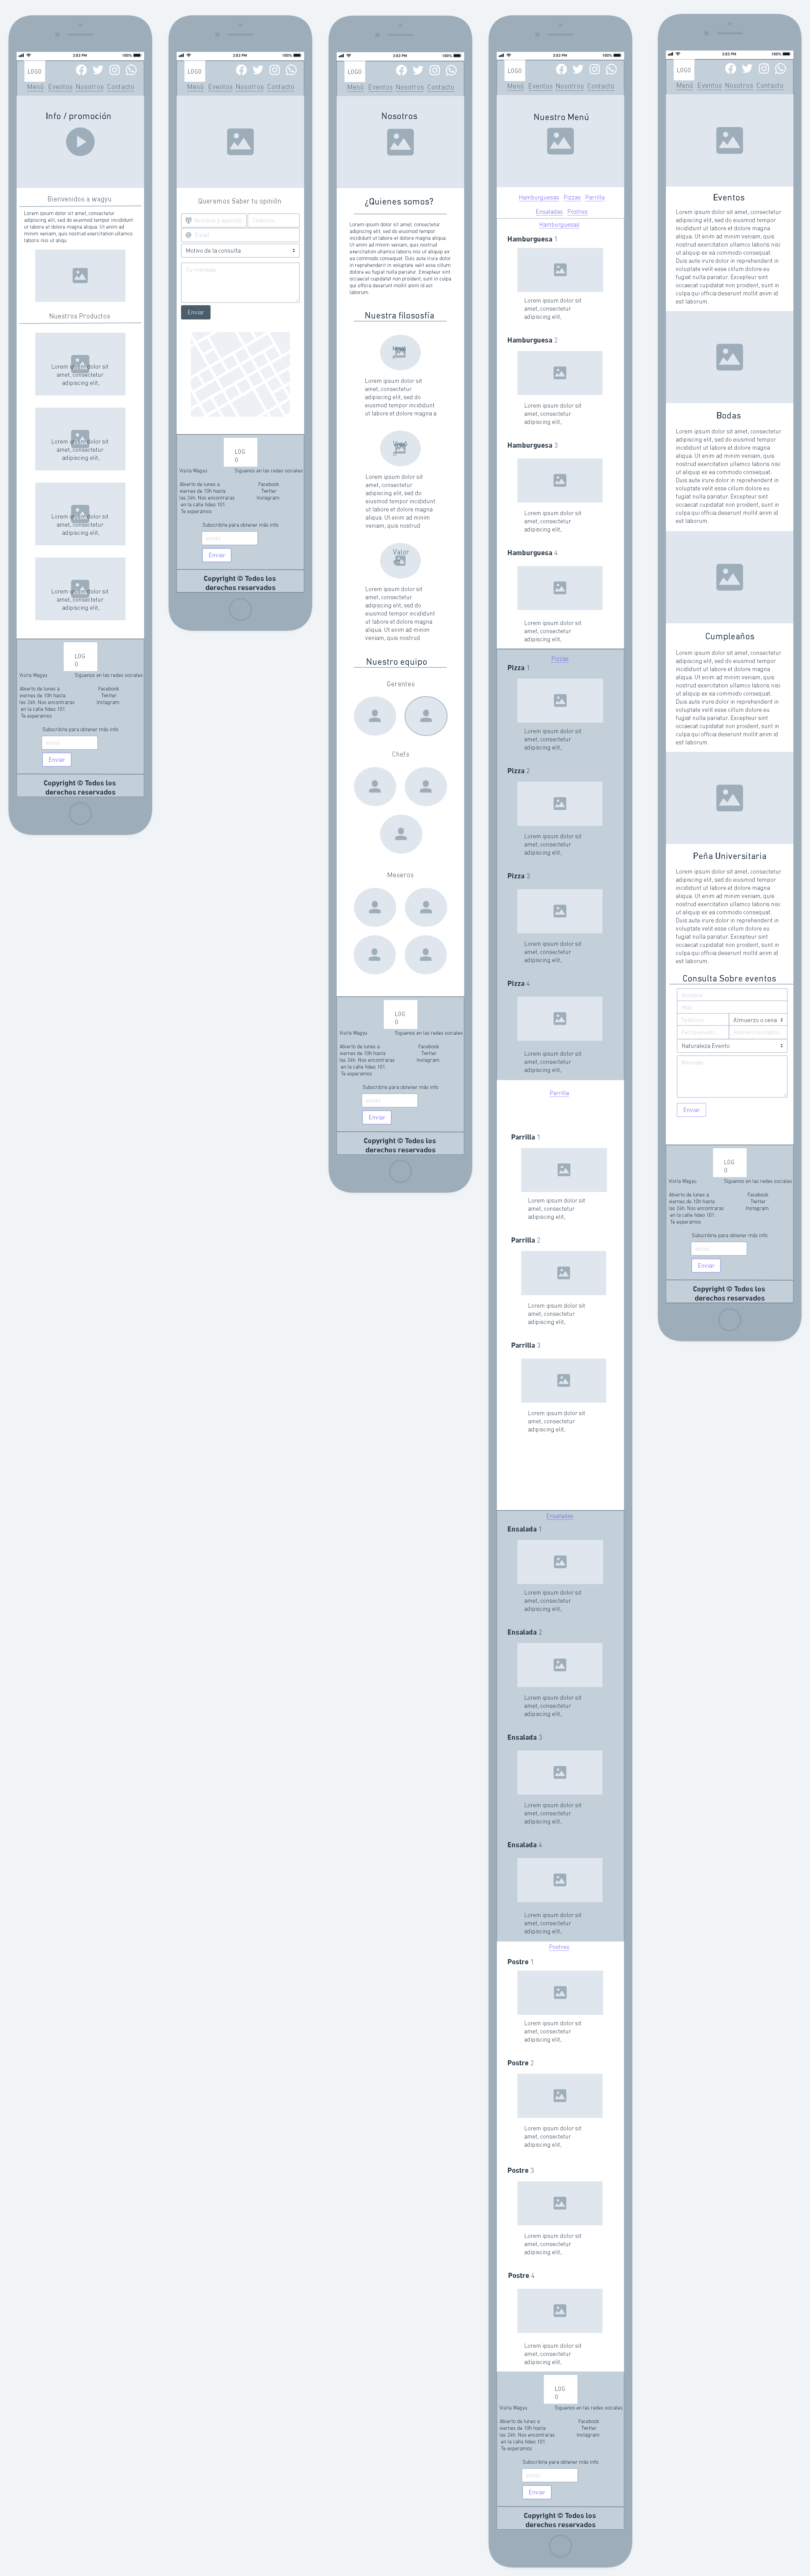 3:03 PM 100%
LOGO
Menú Eventos Nosotros Contacto
Info / promoción
Bienvenidos a wagyu
Lorem ipsum dolor sit amet, consectetur
adipiscing elit, sed do eiusmod tempor incididunt
ut labore et dolore magna aliqua. Ut enim ad
minim veniam, quis nostrud exercitation ullamco
laboris nisi ut aliqu
Nuestros Productos
Lorem ipsum dolor sit
amet, consectetur
adipiscing elit,
Lorem ipsum dolor sit
amet, consectetur
adipiscing elit,
Lorem ipsum dolor sit
amet, consectetur
adipiscing elit,
Lorem ipsum dolor sit
amet, consectetur
adipiscing elit,
LOG
O
Visita Wagyu Siguenos en las redes sociales
Abierto de lunes a Facebook
viernes de 10h hasta Twitter
las 24h. Nos encontraras Instagram
en la calle fideo 101.
Te esperamos
Subscribite para obtener más info
email
Enviar
Copyright © Todos los
derechos reservados
3:03 PM 100%
LOGO
Menú Eventos Nosotros Contacto
Queremos Saber tu opinión
Nombre y apellido Teléfono
Email
Motivo de la consulta
Su mensaje
Enviar
LOG
O
Visita Wagyu Siguenos en las redes sociales
Abierto de lunes a Facebook
viernes de 10h hasta Twitter
las 24h. Nos encontraras Instagram
en la calle fideo 101.
Te esperamos
Subscribite para obtener más info
email
Enviar
Copyright © Todos los
derechos reservados
3:03 PM 100%
LOGO
Menú Eventos Nosotros Contacto
Nosotros
¿Quienes somos?
Lorem ipsum dolor sit amet, consectetur
adipiscing elit, sed do eiusmod tempor
incididunt ut labore et dolore magna aliqua.
Ut enim ad minim veniam, quis nostrud
exercitation ullamco laboris nisi ut aliquip ex
ea commodo consequat. Duis aute irure dolor
in reprehenderit in voluptate velit esse cillum
dolore eu fugiat nulla pariatur. Excepteur sint
occaecat cupidatat non proident, sunt in culpa
qui officia deserunt mollit anim id est
laborum.
Nuestra filososfía
Lorem ipsum dolor sit
amet, consectetur
adipiscing elit, sed do
eiusmod tempor incididunt
ut labore et dolore magna a
Lorem ipsum dolor sit
amet, consectetur
adipiscing elit, sed do
eiusmod tempor incididunt
ut labore et dolore magna
aliqua. Ut enim ad minim
veniam, quis nostrud
Valor
Lorem ipsum dolor sit
amet, consectetur
adipiscing elit, sed do
eiusmod tempor incididunt
ut labore et dolore magna
aliqua. Ut enim ad minim
veniam, quis nostrud
Nuestro equipo
Gerentes
Chefs
Meseros
LOG
O
Visita Wagyu Siguenos en las redes sociales
Abierto de lunes a Facebook
viernes de 10h hasta Twitter
las 24h. Nos encontraras Instagram
en la calle fideo 101.
Te esperamos
Subscribite para obtener más info
email
Enviar
Copyright © Todos los
derechos reservados
3:03 PM 100%
LOGO
Menú Eventos Nosotros Contacto
Nuestro Menú
Hamburguesas Pizzas Parrilla
Ensaladas Postres
Hamburguesas
Hamburguesa 1
Lorem ipsum dolor sit
amet, consectetur
adipiscing elit,
Hamburguesa 2
Lorem ipsum dolor sit
amet, consectetur
adipiscing elit,
Hamburguesa 3
Lorem ipsum dolor sit
amet, consectetur
adipiscing elit,
Hamburguesa 4
Lorem ipsum dolor sit
amet, consectetur
adipiscing elit,
Pizzas
Pizza 1
Lorem ipsum dolor sit
amet, consectetur
adipiscing elit,
Pizza 2
Lorem ipsum dolor sit
amet, consectetur
adipiscing elit,
Pizza 3
Lorem ipsum dolor sit
amet, consectetur
adipiscing elit,
Pizza 4
Lorem ipsum dolor sit
amet, consectetur
adipiscing elit,
Parrilla
Parrilla 1
Lorem ipsum dolor sit
amet, consectetur
adipiscing elit,
Parrilla 2
Lorem ipsum dolor sit
amet, consectetur
adipiscing elit,
Parrilla 3
Lorem ipsum dolor sit
amet, consectetur
adipiscing elit,
Ensaladas
Ensalada 1
Lorem ipsum dolor sit
amet, consectetur
adipiscing elit,
Ensalada 2
Lorem ipsum dolor sit
amet, consectetur
adipiscing elit,
Ensalada 3
Lorem ipsum dolor sit
amet, consectetur
adipiscing elit,
Ensalada 4
Lorem ipsum dolor sit
amet, consectetur
adipiscing elit,
Postres
Postre 1
Lorem ipsum dolor sit
amet, consectetur
adipiscing elit,
Postre 2
Lorem ipsum dolor sit
amet, consectetur
adipiscing elit,
Postre 3
Lorem ipsum dolor sit
amet, consectetur
adipiscing elit,
Postre 4
Lorem ipsum dolor sit
amet, consectetur
adipiscing elit,
LOG
O
Visita Wagyu Siguenos en las redes sociales
Abierto de lunes a Facebook
viernes de 10h hasta Twitter
las 24h. Nos encontraras Instagram
en la calle fideo 101.
Te esperamos
Subscribite para obtener más info
email
Enviar
Copyright © Todos los
derechos reservados
3:03 PM 100%
LOGO
Menú Eventos Nosotros Contacto
Eventos
Lorem ipsum dolor sit amet, consectetur
adipiscing elit, sed do eiusmod tempor
incididunt ut labore et dolore magna
aliqua. Ut enim ad minim veniam, quis
nostrud exercitation ullamco laboris nisi
ut aliquip ex ea commodo consequat.
Duis aute irure dolor in reprehenderit in
voluptate velit esse cillum dolore eu
fugiat nulla pariatur. Excepteur sint
occaecat cupidatat non proident, sunt in
culpa qui officia deserunt mollit anim id
est laborum.
Bodas
Lorem ipsum dolor sit amet, consectetur
adipiscing elit, sed do eiusmod tempor
incididunt ut labore et dolore magna
aliqua. Ut enim ad minim veniam, quis
nostrud exercitation ullamco laboris nisi
ut aliquip ex ea commodo consequat.
Duis aute irure dolor in reprehenderit in
voluptate velit esse cillum dolore eu
fugiat nulla pariatur. Excepteur sint
occaecat cupidatat non proident, sunt in
culpa qui officia deserunt mollit anim id
est laborum.
Cumpleaños
Lorem ipsum dolor sit amet, consectetur
adipiscing elit, sed do eiusmod tempor
incididunt ut labore et dolore magna
aliqua. Ut enim ad minim veniam, quis
nostrud exercitation ullamco laboris nisi
ut aliquip ex ea commodo consequat.
Duis aute irure dolor in reprehenderit in
voluptate velit esse cillum dolore eu
fugiat nulla pariatur. Excepteur sint
occaecat cupidatat non proident, sunt in
culpa qui officia deserunt mollit anim id
est laborum.
Peña Universitaria
Lorem ipsum dolor sit amet, consectetur
adipiscing elit, sed do eiusmod tempor
incididunt ut labore et dolore magna
aliqua. Ut enim ad minim veniam, quis
nostrud exercitation ullamco laboris nisi
ut aliquip ex ea commodo consequat.
Duis aute irure dolor in reprehenderit in
voluptate velit esse cillum dolore eu
fugiat nulla pariatur. Excepteur sint
occaecat cupidatat non proident, sunt in
culpa qui officia deserunt mollit anim id
est laborum.
Consulta Sobre eventos
Nombre
Mail
Teléfono Almuerzo o cena
Naturaleza Evento
Mensaje
Enviar
LOG
O
Visita Wagyu Siguenos en las redes sociales
Abierto de lunes a Facebook
viernes de 10h hasta Twitter
las 24h. Nos encontraras Instagram
en la calle fideo 101.
Te esperamos
Subscribite para obtener más info
email
Enviar
Copyright © Todos los
derechos reservados